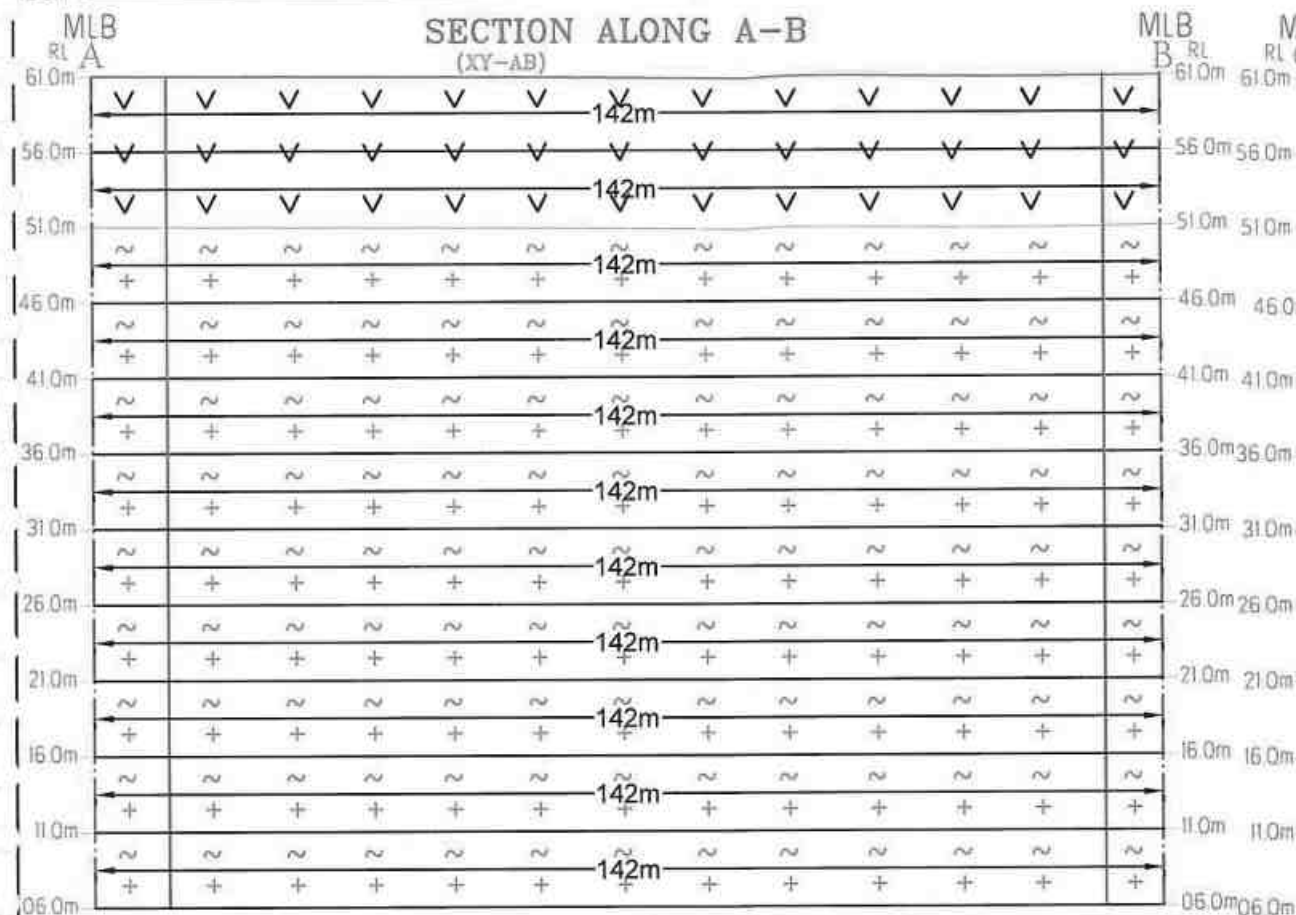 MLB SECTION ALONG A-B MLB M
RL A (XY-AB) B RL RL
61.0m 61.0m 61.0m
142m
56.0m 56.0m 56.0m
142m
51.0m 51.0m 51.0m
142m
46.0m 46.0m 46.0
142m
41.0m 41.0m 41.0m
142m
36.0m 36.0m 36.0m
142m
31.0m 31.0m 31.0m
142m
26.0m 26.0m 26.0m
142m
21.0m 21.0m 21.0m
142m
16.0m 16.0m 16.0m
142m
11.0m 11.0m 11.0m
142m
06.0m 06.0m 06.0m